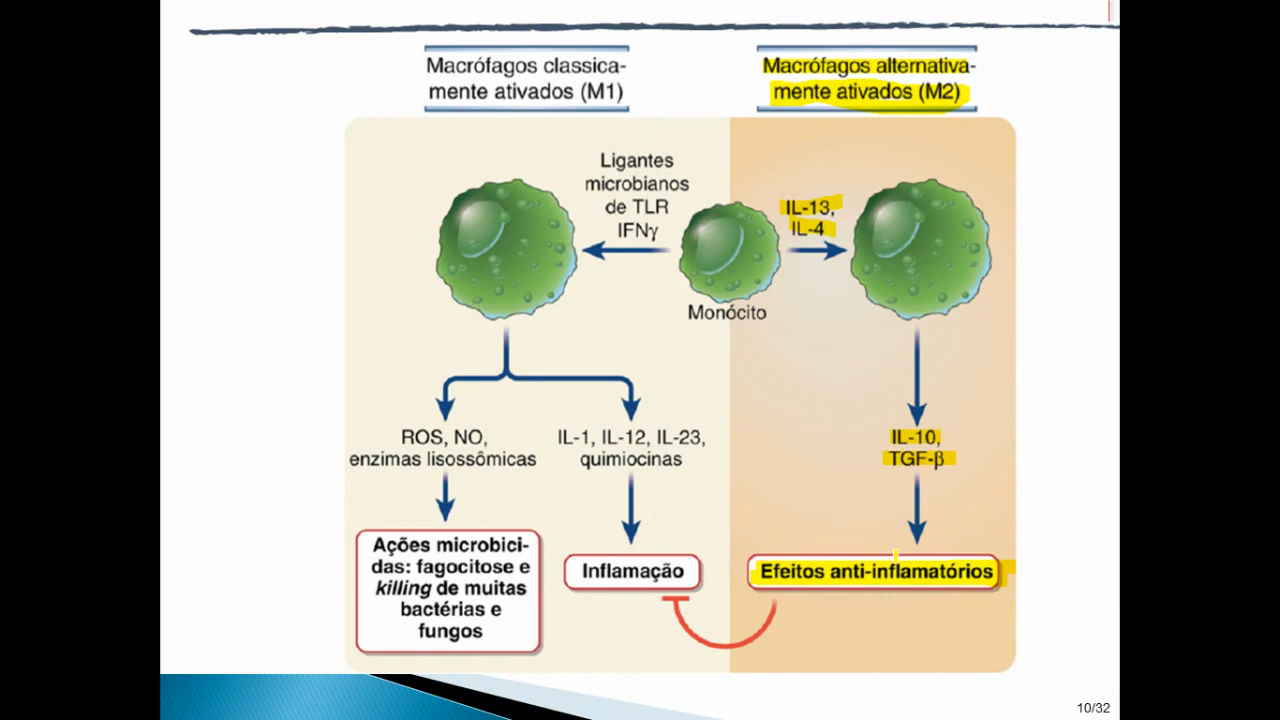 Macrófagos classica-
mente ativados (M1)
Macrófagos alternativa-
mente ativados (M2)
Ligantes
microbianos
de TLR
IFNγ
IL-13,
IL-4
Monócito
ROS, NO,
enzimas lisossômicas
IL-1, IL-12, IL-23,
quimiocinas
IL-10,
TGF-β
Ações microbici-
das: fagocitose e
killing de muitas
bactérias e
fungos
Inflamação
Efeitos anti-inflamatórios
10/32